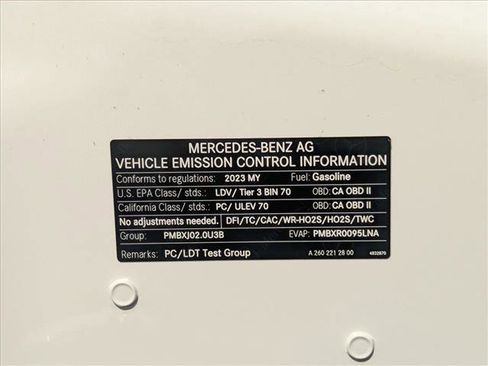 MERCEDES-BENZ AG
VEHICLE EMISSION CONTROL INFORMATION
Conforms to regulations: 2023 MY Fuel: Gasoline
U.S. EPA Class/ stds.: LDV/ Tier 3 BIN 70 OBD: CA OBD II
California Class/ stds.: PC/ ULEV 70 OBD: CA OBD II
No adjustments needed. DFI/TC/CAC/WR-HO2S/HO2S/TWC
Group: PMBXJ02.0U3B EVAP: PMBXR0095LNA
Remarks: PC/LDT Test Group A 260 221 28 00